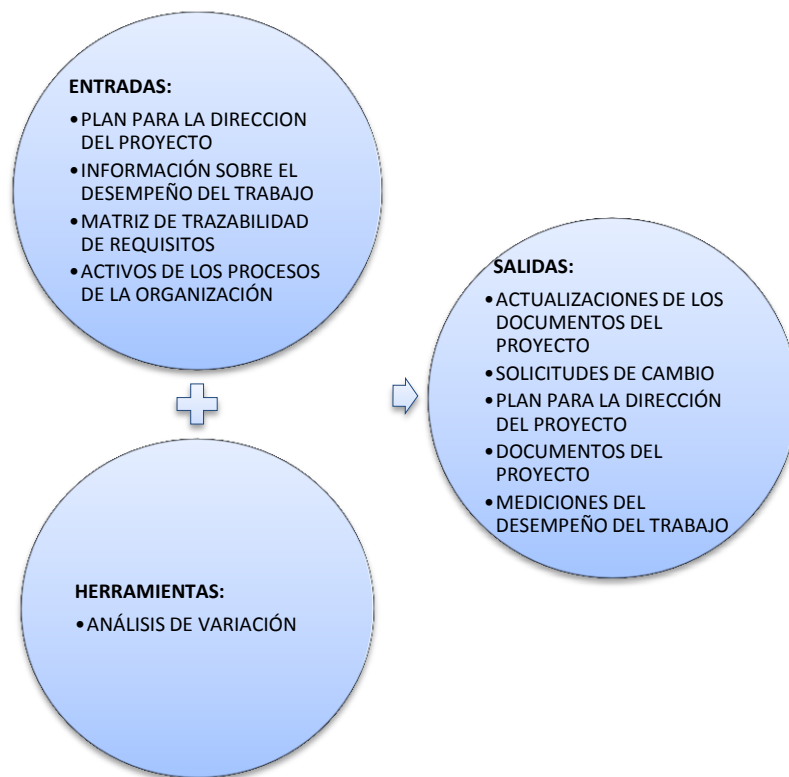 ENTRADAS:
•PLAN PARA LA DIRECCION
DEL PROYECTO
•INFORMACIÓN SOBRE EL
DESEMPEÑO DEL TRABAJO
•MATRIZ DE TRAZABILIDAD
DE REQUISITOS
•ACTIVOS DE LOS PROCESOS
DE LA ORGANIZACIÓN
HERRAMIENTAS:
•ANÁLISIS DE VARIACIÓN
SALIDAS:
•ACTUALIZACIONES DE LOS
DOCUMENTOS DEL
PROYECTO
•SOLICITUDES DE CAMBIO
•PLAN PARA LA DIRECCIÓN
DEL PROYECTO
•DOCUMENTOS DEL
PROYECTO
•MEDICIONES DEL
DESEMPEÑO DEL TRABAJO